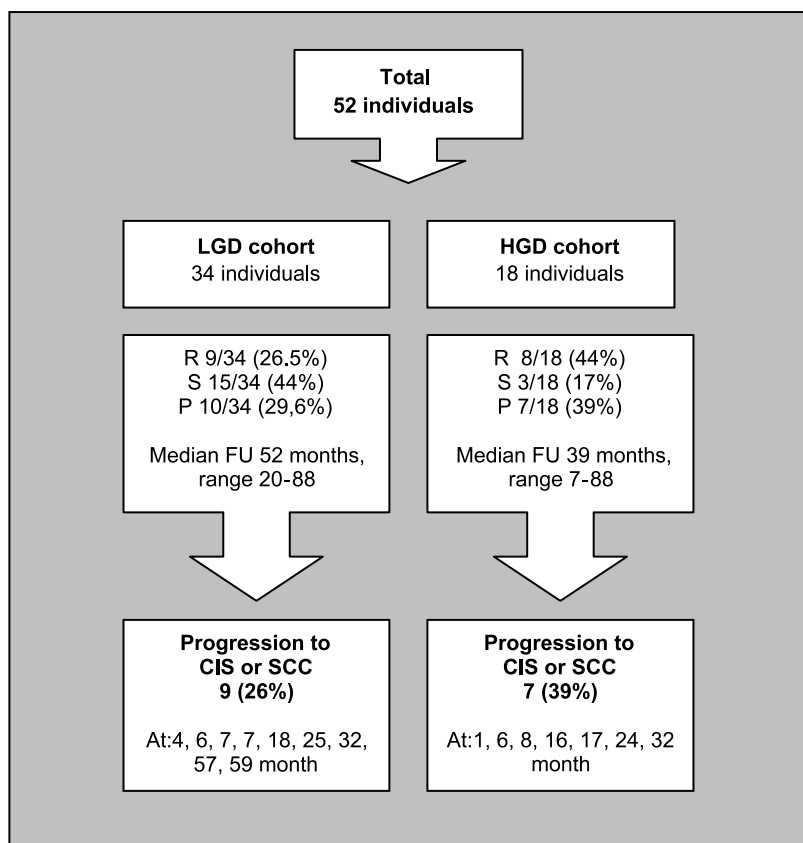 Total
52 individuals
LGD cohort
34 individuals
HGD cohort
18 individuals
R 9/34 (26.5%)
S 15/34 (44%)
P 10/34 (29,6%)
Median FU 52 months,
range 20-88
R 8/18 (44%)
S 3/18 (17%)
P 7/18 (39%)
Median FU 39 months,
range 7-88
Progression to
CIS or SCC
9 (26%)
At:4, 6, 7, 7, 18, 25, 32,
57, 59 month
Progression to
CIS or SCC
7 (39%)
At:1, 6, 8, 16, 17, 24, 32
month